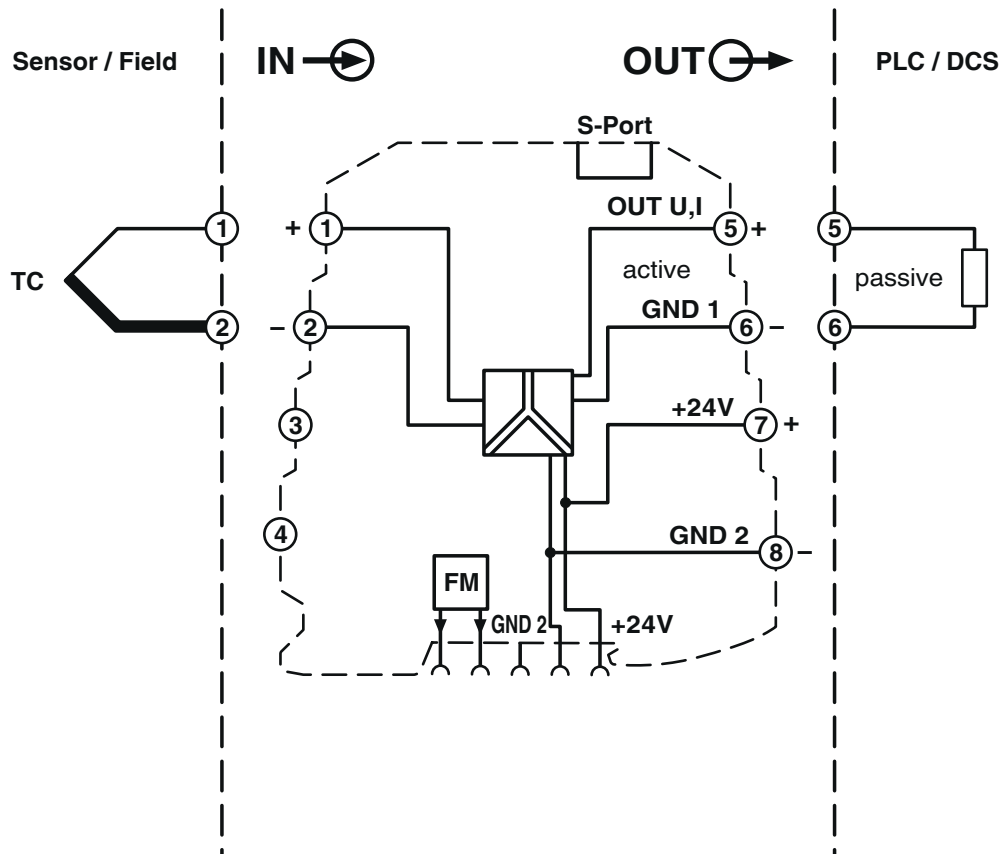 Sensor / Field
IN
OUT
PLC / DCS
S-Port
OUT U,I
1
+ 1
5 +
5
TC
active
passive
GND 1
2
– 2
6 –
6
+24V
3
7 +
GND 2
4
8 –
FM
GND 2
+24V